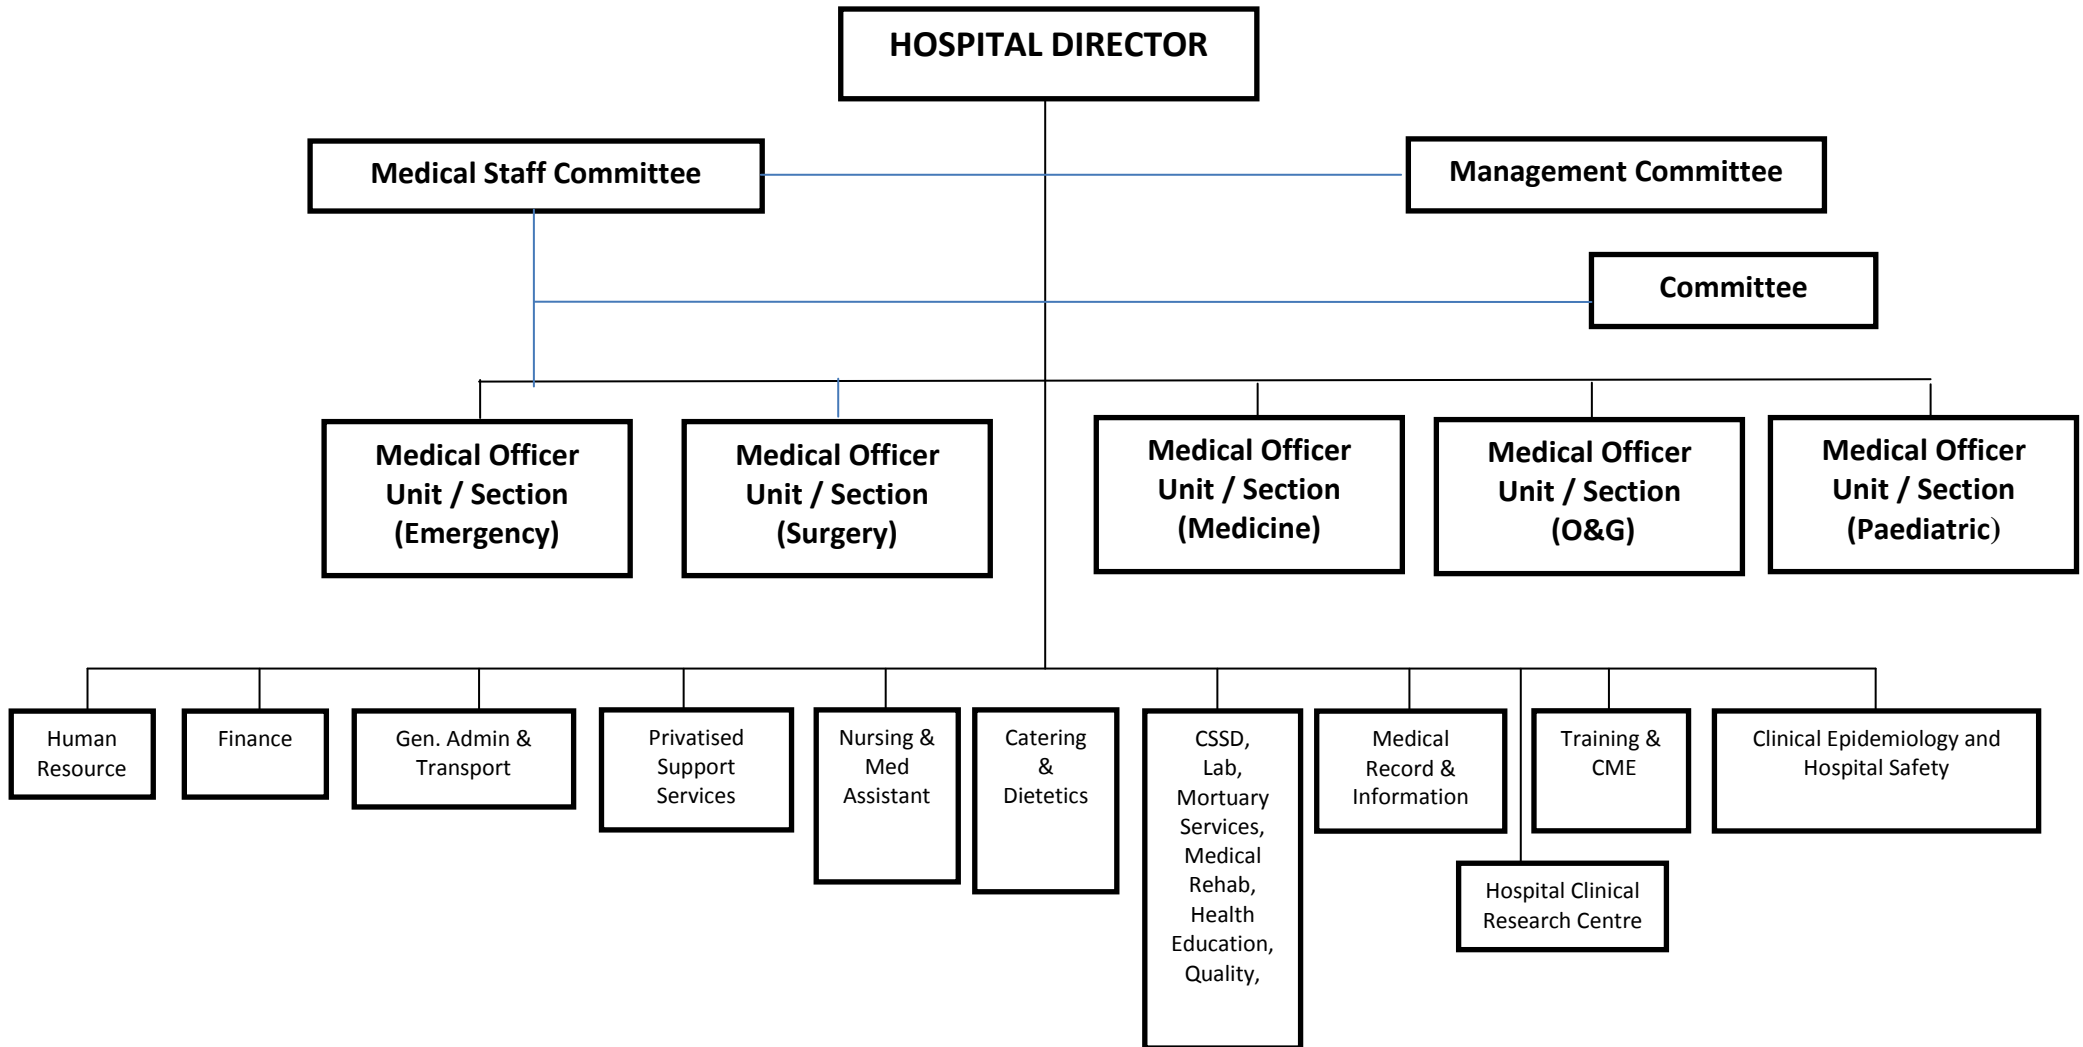 HOSPITAL DIRECTOR
Medical Staff Committee
Management Committee
Committee
Medical Officer
Unit / Section
(Emergency)
Medical Officer
Unit / Section
(Surgery)
Medical Officer
Unit / Section
(Medicine)
Medical Officer
Unit / Section
(O&G)
Medical Officer
Unit / Section
(Paediatric)
Human
Resource
Finance
Gen. Admin &
Transport
Privatised
Support
Services
Nursing &
Med
Assistant
Catering
&
Dietetics
CSSD,
Lab,
Mortuary
Services,
Medical
Rehab,
Health
Education,
Quality,
Medical
Record &
Information
Hospital Clinical
Research Centre
Training &
CME
Clinical Epidemiology and
Hospital Safety